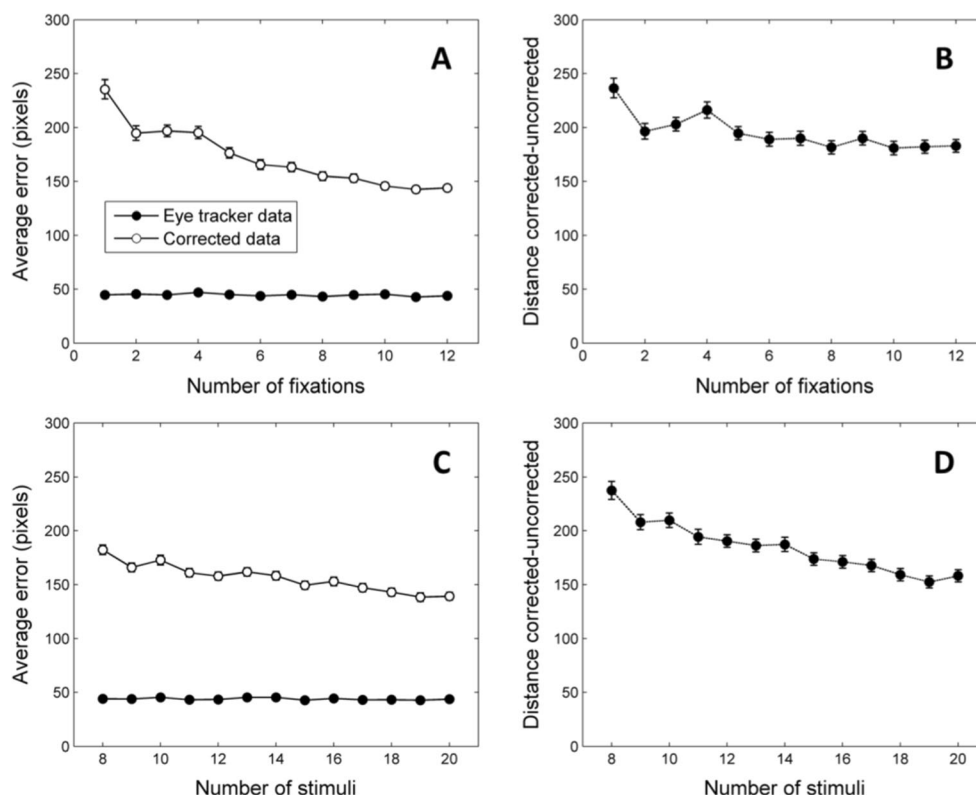 A
300
250
200
150
100
50
0
Average error (pixels)
Eye tracker data
Corrected data
0 2 4 6 8 10 12
Number of fixations
B
300
250
200
150
100
50
0
Distance corrected-uncorrected
0 2 4 6 8 10 12
Number of fixations
C
300
250
200
150
100
50
0
Average error (pixels)
8 10 12 14 16 18 20
Number of stimuli
D
300
250
200
150
100
50
0
Distance corrected-uncorrected
8 10 12 14 16 18 20
Number of stimuli